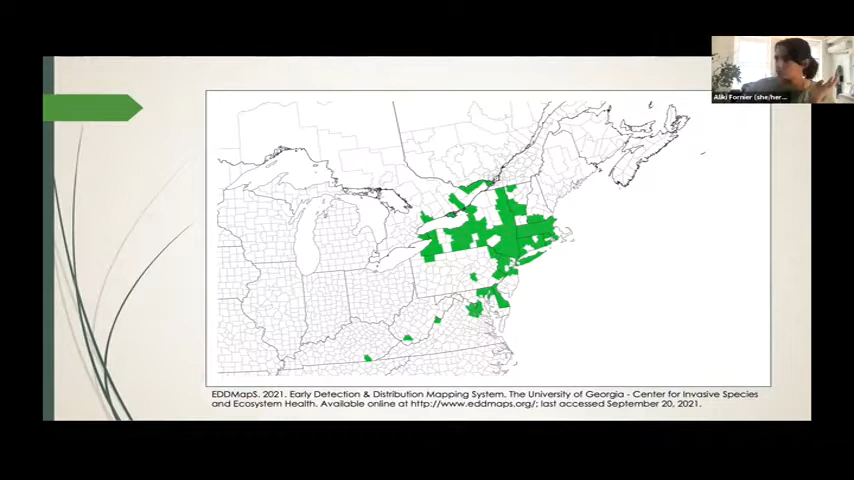 Aliki Fornier (she/her...
EDDMapS. 2021. Early Detection & Distribution Mapping System. The University of Georgia - Center for Invasive Species
and Ecosystem Health. Available online at http://www.eddmaps.org/; last accessed September 20, 2021.